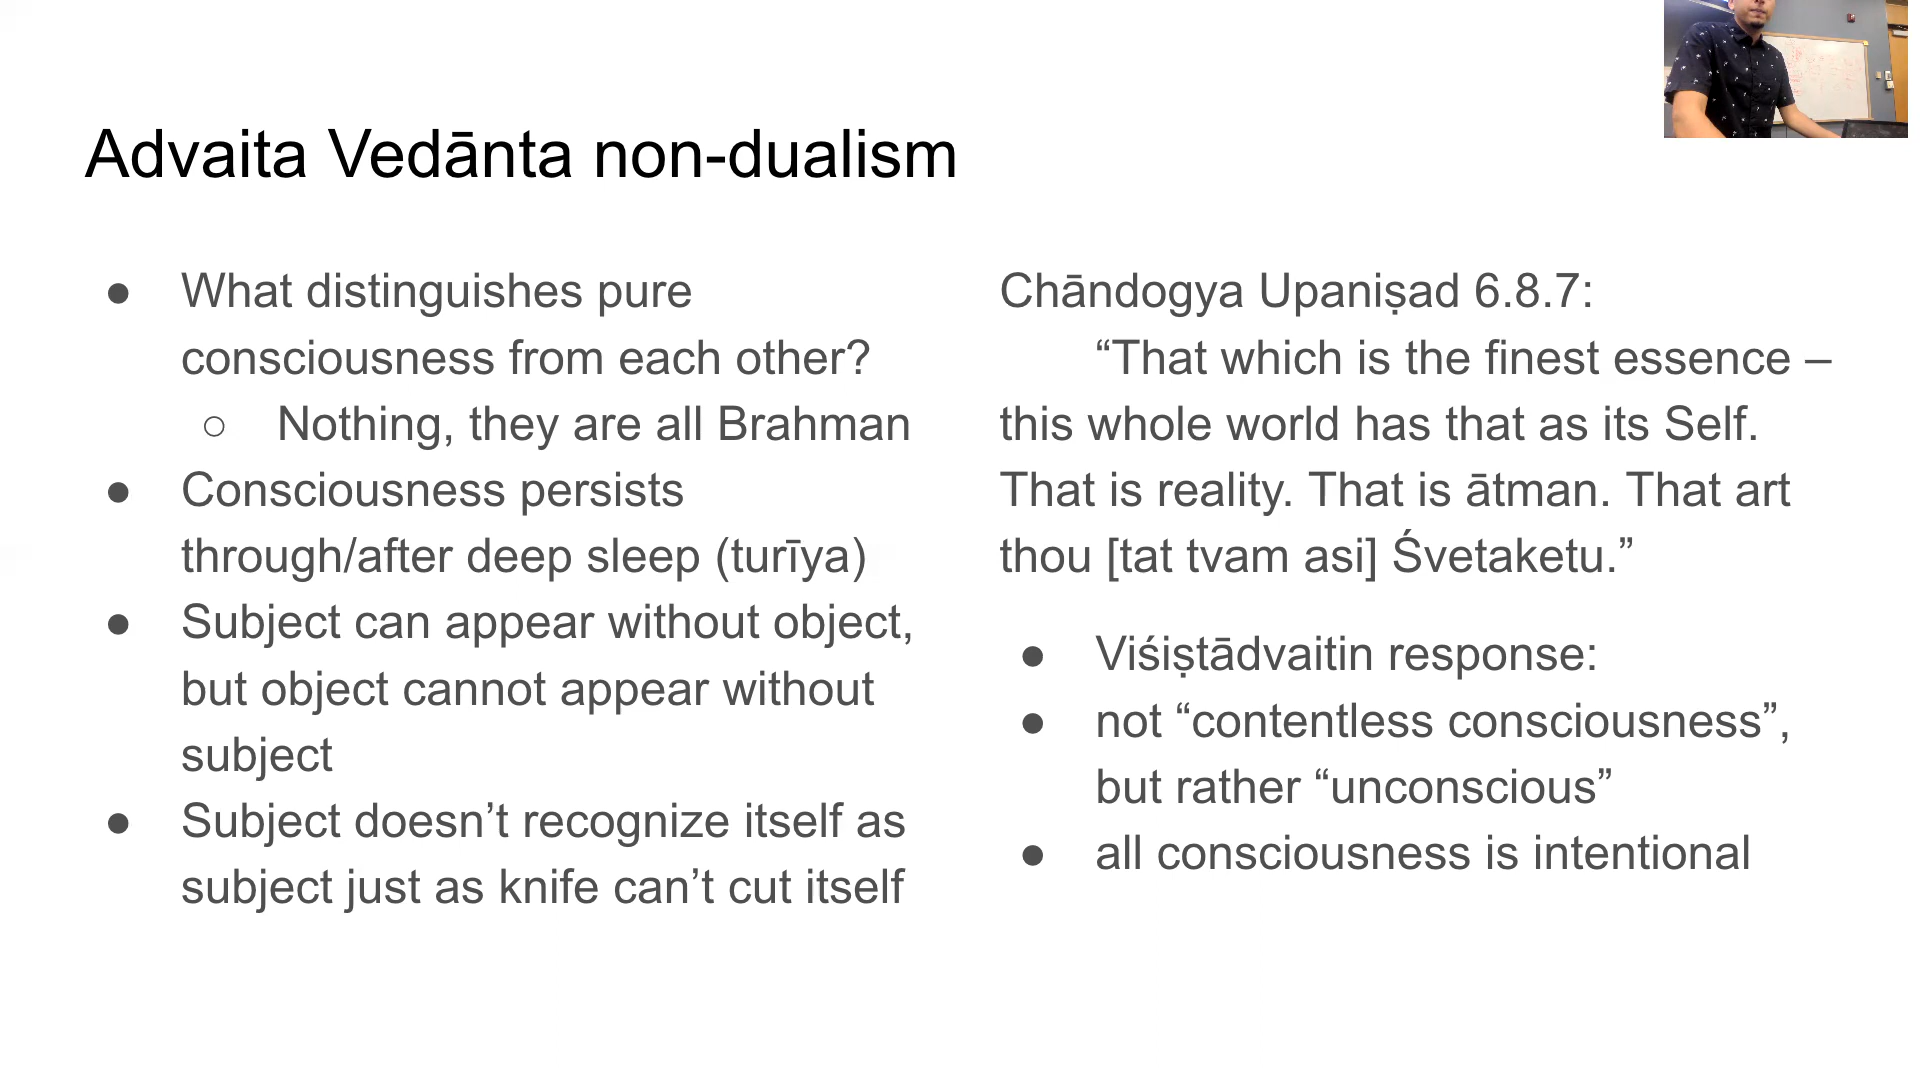 Advaita Vedānta non-dualism
● What distinguishes pure
consciousness from each other?
○ Nothing, they are all Brahman
● Consciousness persists
through/after deep sleep (turīya)
● Subject can appear without object,
but object cannot appear without
subject
● Subject doesn’t recognize itself as
subject just as knife can’t cut itself
Chāndogya Upaniṣad 6.8.7:
“That which is the finest essence –
this whole world has that as its Self.
That is reality. That is ātman. That art
thou [tat tvam asi] Śvetaketu.”
● Viśiṣtādvaitin response:
● not “contentless consciousness”,
but rather “unconscious”
● all consciousness is intentional